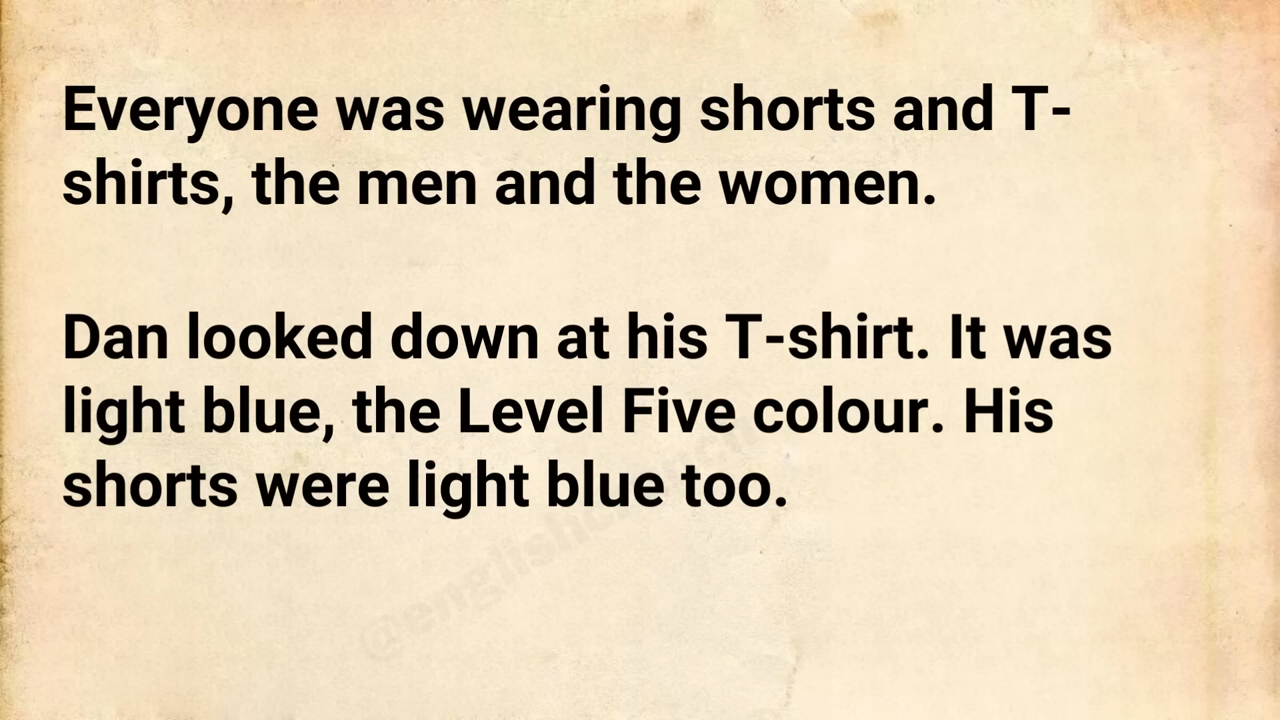 Everyone was wearing shorts and T-
shirts, the men and the women.
Dan looked down at his T-shirt. It was
light blue, the Level Five colour. His
shorts were light blue too.